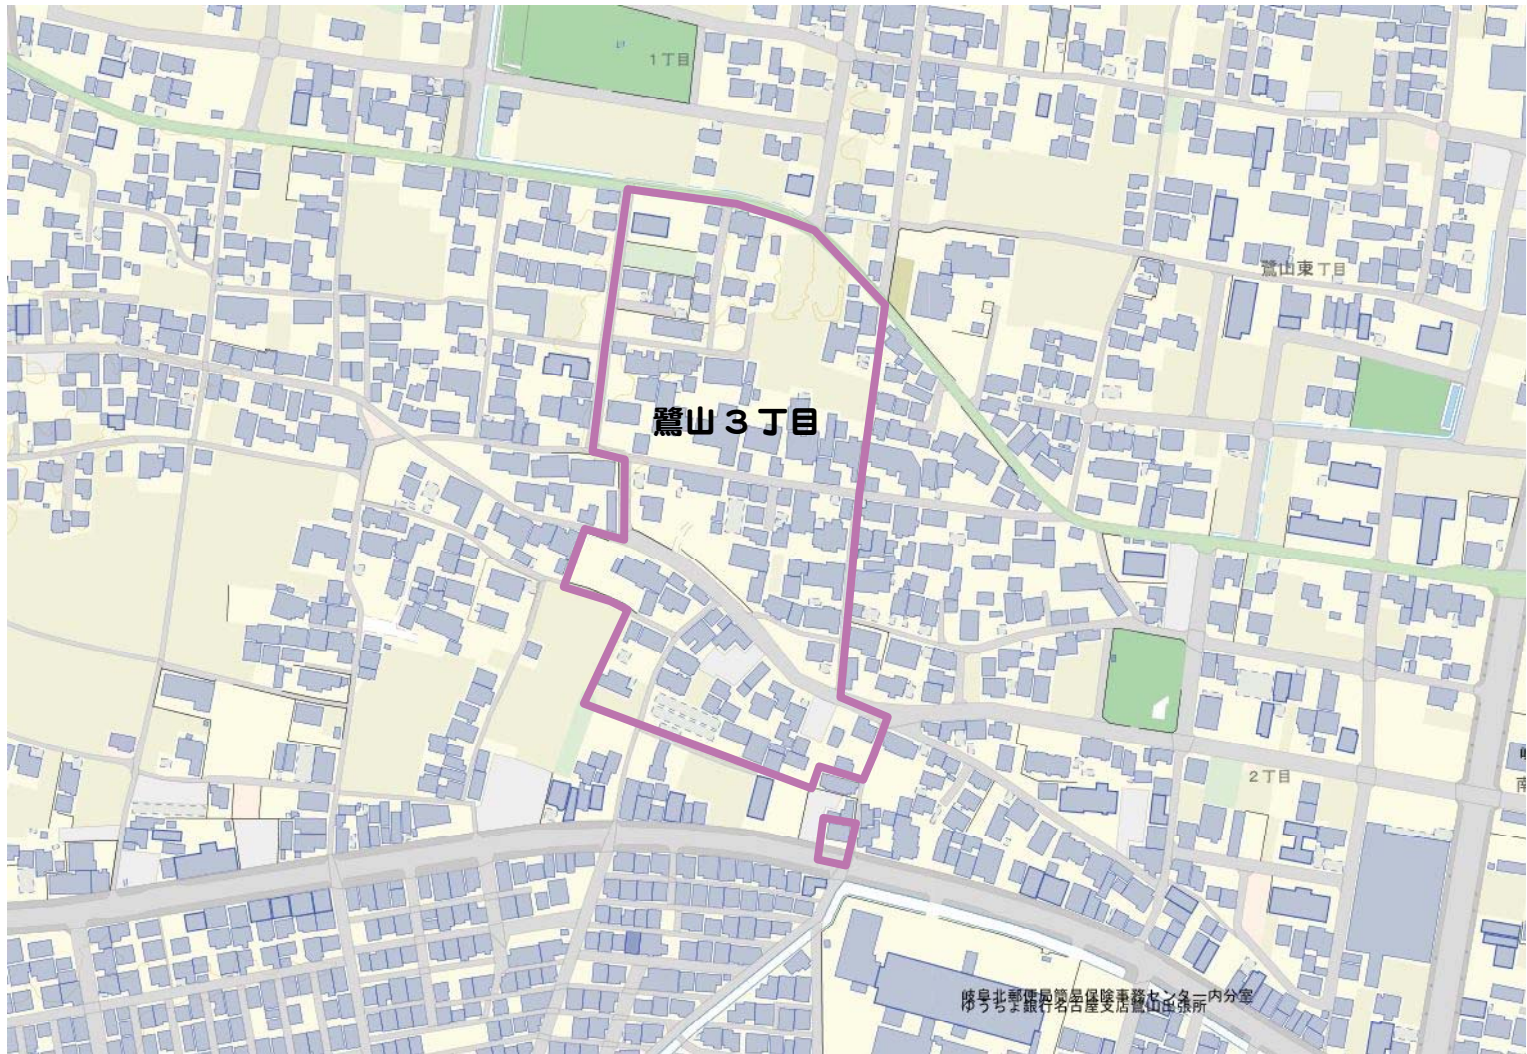 1丁目
鷺山東丁目
鷺山３丁目
2丁目
南
岐阜北郵便局簡易保険事務センター内分室
ゆうちょ銀行名古屋支店鷺山出張所